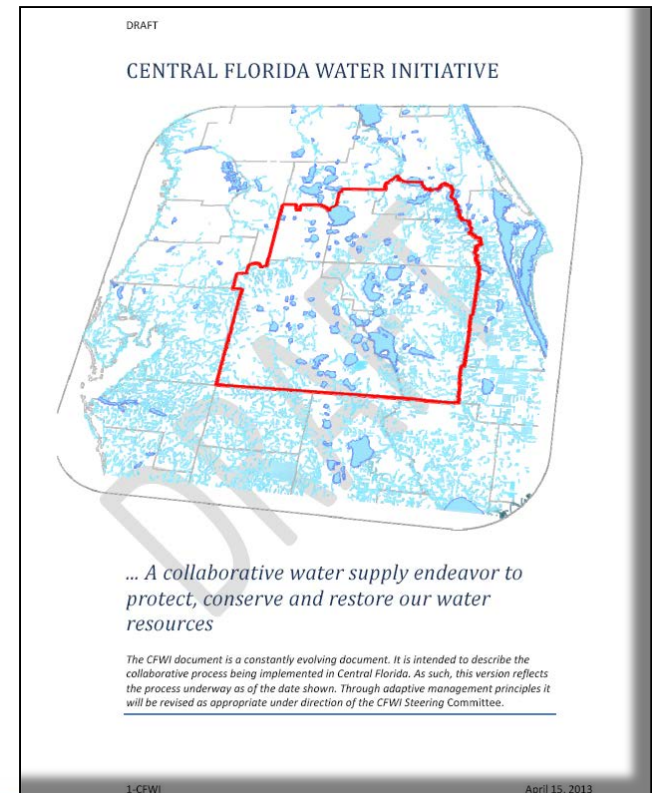 DRAFT
CENTRAL FLORIDA WATER INITIATIVE
DRAFT
... A collaborative water supply endeavor to
protect, conserve and restore our water
resources
The CFWI document is a constantly evolving document. It is intended to describe the
collaborative process being implemented in Central Florida. As such, this version reflects
the process underway as of the date shown. Through adaptive management principles it
will be revised as appropriate under direction of the CFWI Steering Committee.
1-CFWI April 15, 2013